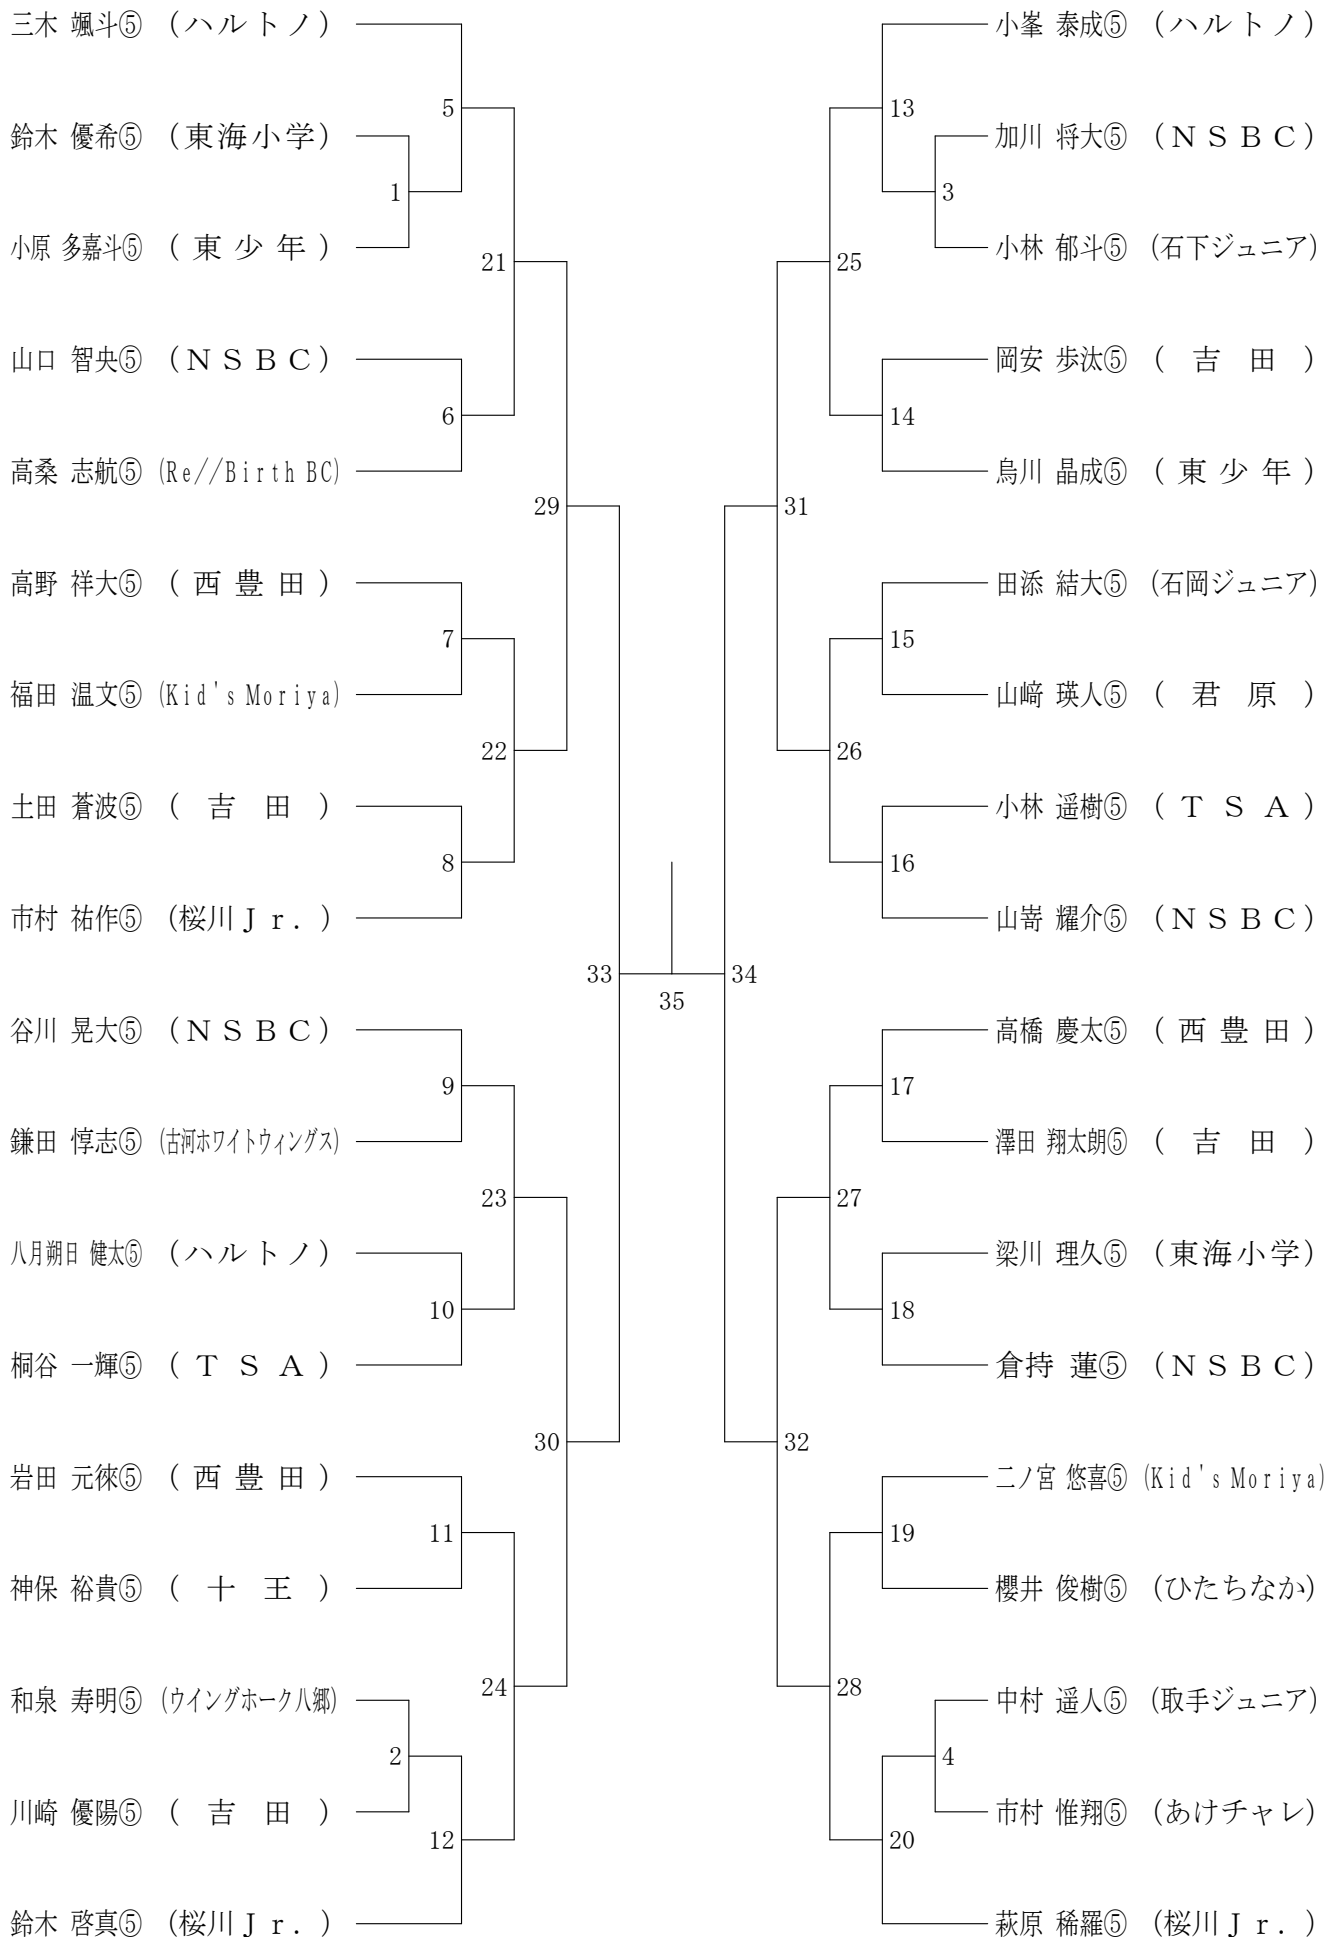 三木 颯斗⑤ (ハルトノ)
5
鈴木 優希⑤ (東海小学)
1
小原 多嘉斗⑤ (東少年)
21
山口 智央⑤ (NSBC)
6
高桑 志航⑤ (Re//Birth BC)
29
高野 祥大⑤ (西豊田)
7
福田 温文⑤ (Kid's Moriya)
22
土田 蒼波⑤ (吉田)
8
市村 祐作⑤ (桜川Jr.)
33
谷川 晃大⑤ (NSBC)
9
鎌田 惇志⑤ (古河ホワイトウィングス)
23
八月朔日 健太⑤ (ハルトノ)
10
桐谷 一輝⑤ (TSA)
30
岩田 元徠⑤ (西豊田)
11
神保 裕貴⑤ (十王)
24
和泉 寿明⑤ (ウイングホーク八郷)
2
川崎 優陽⑤ (吉田)
12
鈴木 啓真⑤ (桜川Jr.)
35
小峯 泰成⑤ (ハルトノ)
13
加川 将大⑤ (NSBC)
3
小林 郁斗⑤ (石下ジュニア)
25
岡安 歩汰⑤ (吉田)
14
烏川 晶成⑤ (東少年)
31
田添 結大⑤ (石岡ジュニア)
15
山﨑 瑛人⑤ (君原)
26
小林 遥樹⑤ (TSA)
16
山嵜 耀介⑤ (NSBC)
34
高橋 慶太⑤ (西豊田)
17
澤田 翔太朗⑤ (吉田)
27
梁川 理久⑤ (東海小学)
18
倉持 蓮⑤ (NSBC)
32
二ノ宮 悠喜⑤ (Kid's Moriya)
19
櫻井 俊樹⑤ (ひたちなか)
28
中村 遥人⑤ (取手ジュニア)
4
市村 惟翔⑤ (あけチャレ)
20
萩原 稀羅⑤ (桜川Jr.)